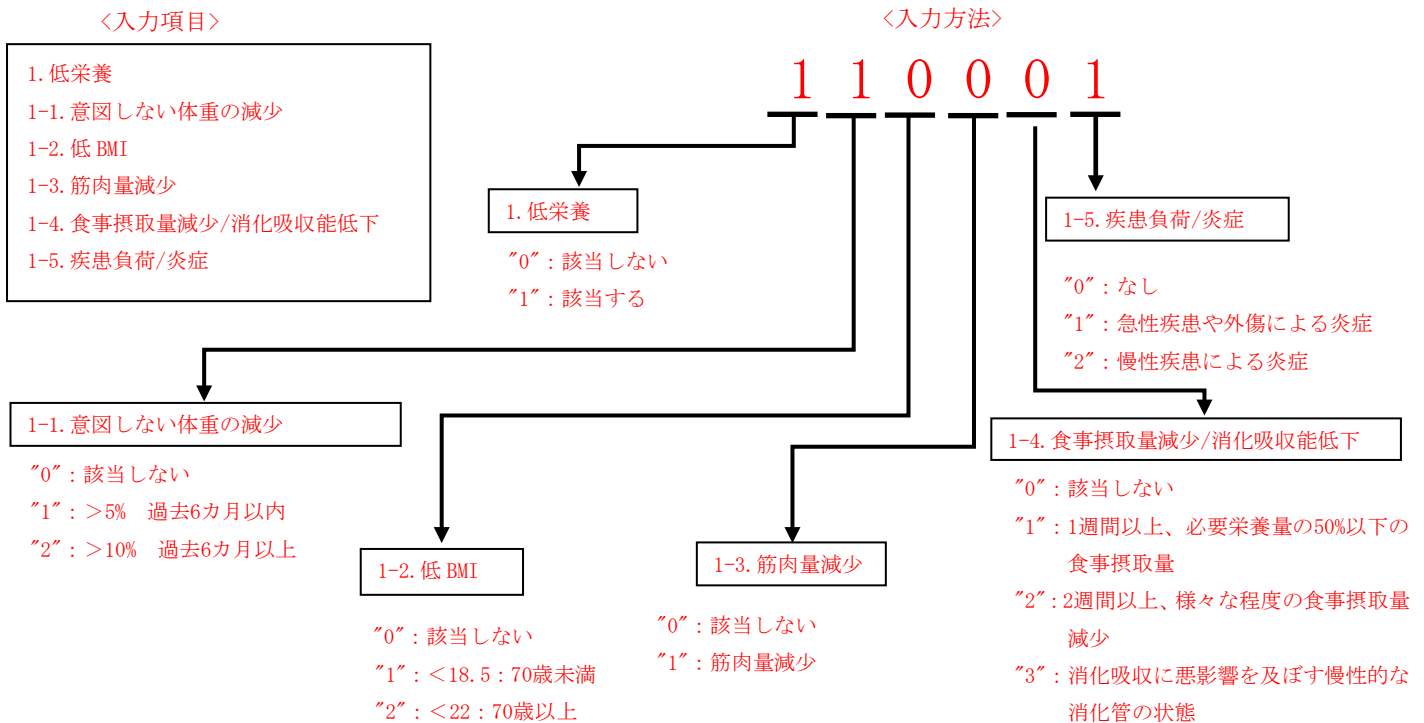 <入力項目>
1.低栄養
1-1.意図しない体重の減少
1-2.低 BMI
1-3.筋肉量減少
1-4.食事摂取量減少/消化吸収能低下
1-5.疾患負荷/炎症
<入力方法>
1 1 0 0 0 1
1.低栄養
"0"：該当しない
"1"：該当する
1-5.疾患負荷/炎症
"0"：なし
"1"：急性疾患や外傷による炎症
"2"：慢性疾患による炎症
1-1.意図しない体重の減少
"0"：該当しない
"1"：＞5%　過去6カ月以内
"2"：＞10%　過去6カ月以上
1-2.低 BMI
"0"：該当しない
"1"：＜18.5：70歳未満
"2"：＜22：70歳以上
1-3.筋肉量減少
"0"：該当しない
"1"：筋肉量減少
1-4.食事摂取量減少/消化吸収能低下
"0"：該当しない
"1"：1週間以上、必要栄養量の50%以下の
食事摂取量
"2"：2週間以上、様々な程度の食事摂取量
減少
"3"：消化吸収に悪影響を及ぼす慢性的な
消化管の状態